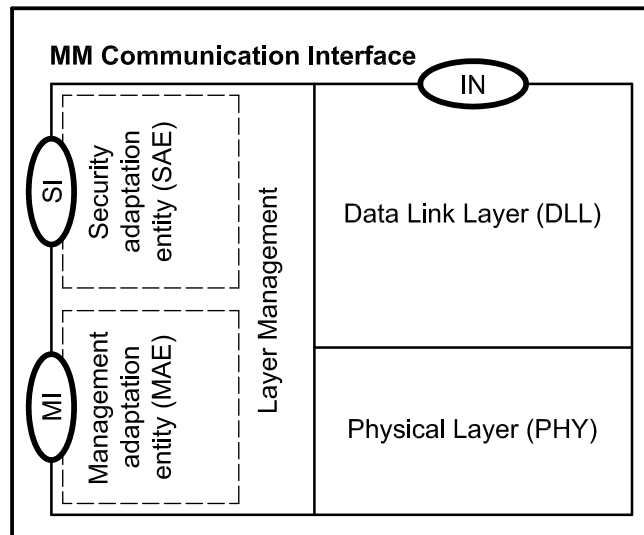 MM Communication Interface
IN
SI
Security
adaptation
entity (SAE)
MI
Management
adaptation
entity (MAE)
Layer Management
Data Link Layer (DLL)
Physical Layer (PHY)